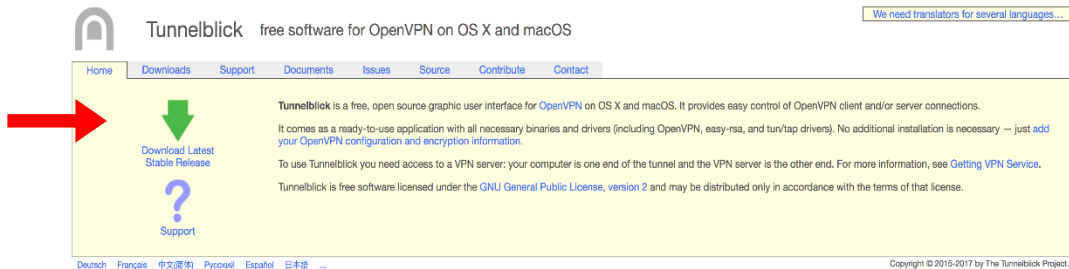 We need translators for several languages...
Tunnelblick free software for OpenVPN on OS X and macOS
Home Downloads Support Documents Issues Source Contribute Contact
Download Latest
Stable Release
?
Support
Tunnelblick is a free, open source graphic user interface for OpenVPN on OS X and macOS. It provides easy control of OpenVPN client and/or server connections.
It comes as a ready-to-use application with all necessary binaries and drivers (including OpenVPN, easy-rsa, and tun/tap drivers). No additional installation is necessary — just add
your OpenVPN configuration and encryption information.
To use Tunnelblick you need access to a VPN server: your computer is one end of the tunnel and the VPN server is the other end. For more information, see Getting VPN Service.
Tunnelblick is free software licensed under the GNU General Public License, version 2 and may be distributed only in accordance with the terms of that license.
Deutsch Français 中文(简体) Русский Español 日本語 ...
Copyright © 2015-2017 by The Tunnelblick Project.